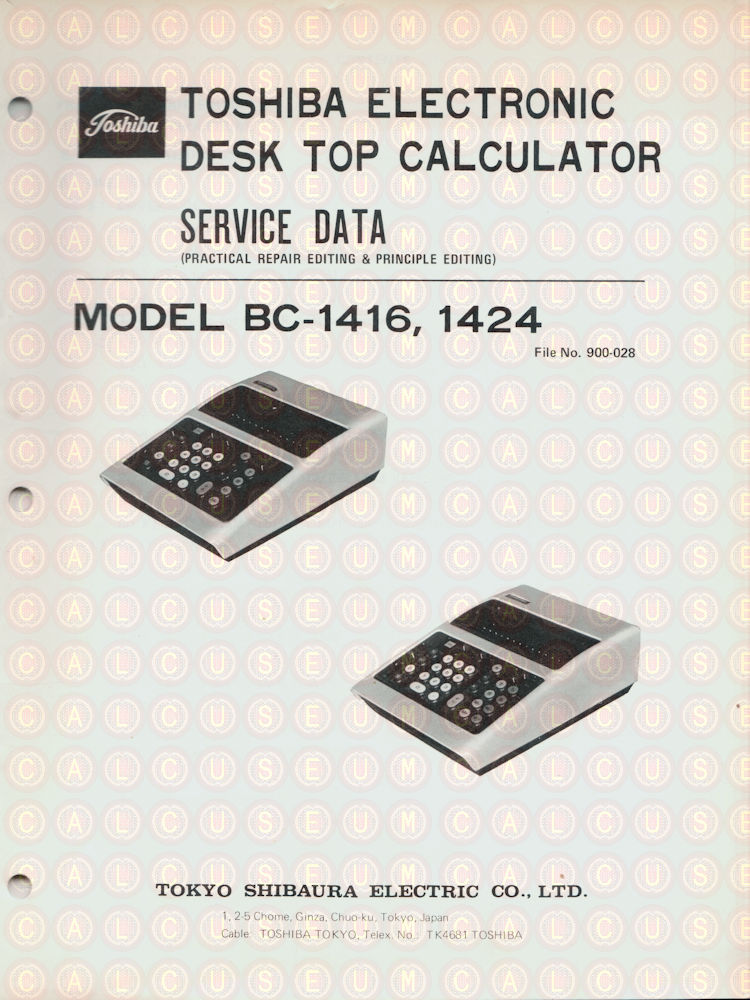 Toshiba
TOSHIBA ELECTRONIC
DESK TOP CALCULATOR
SERVICE DATA
(PRACTICAL REPAIR EDITING & PRINCIPLE EDITING)
MODEL BC-1416, 1424
File No. 900-028
TOKYO SHIBAURA ELECTRIC CO., LTD.
1, 2-5 Chome, Ginza, Chuo-ku, Tokyo, Japan
Cable: TOSHIBA TOKYO, Telex. No.: TK4681 TOSHIBA
CALCUSEUM